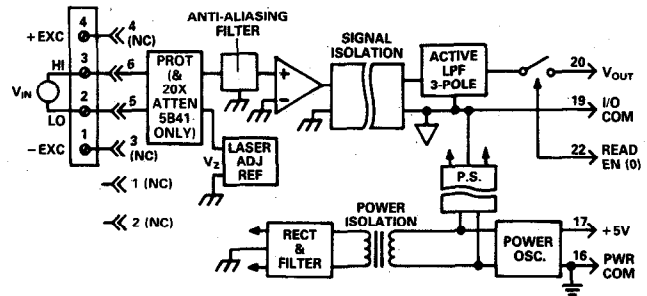 +EXC
4
4
(NC)
HI
3
6
VIN
2
5
LO
−EXC
1
3
(NC)
1 (NC)
2 (NC)
PROT
(&
20X
ATTEN
5B41
ONLY)
ANTI-ALIASING
FILTER
+
−
VZ
LASER
ADJ
REF
SIGNAL
ISOLATION
ACTIVE
LPF
3-POLE
20
VOUT
19
I/O
COM
22
READ
EN (0)
P.S.
POWER
ISOLATION
RECT
&
FILTER
POWER
OSC.
17
+5V
16
PWR
COM